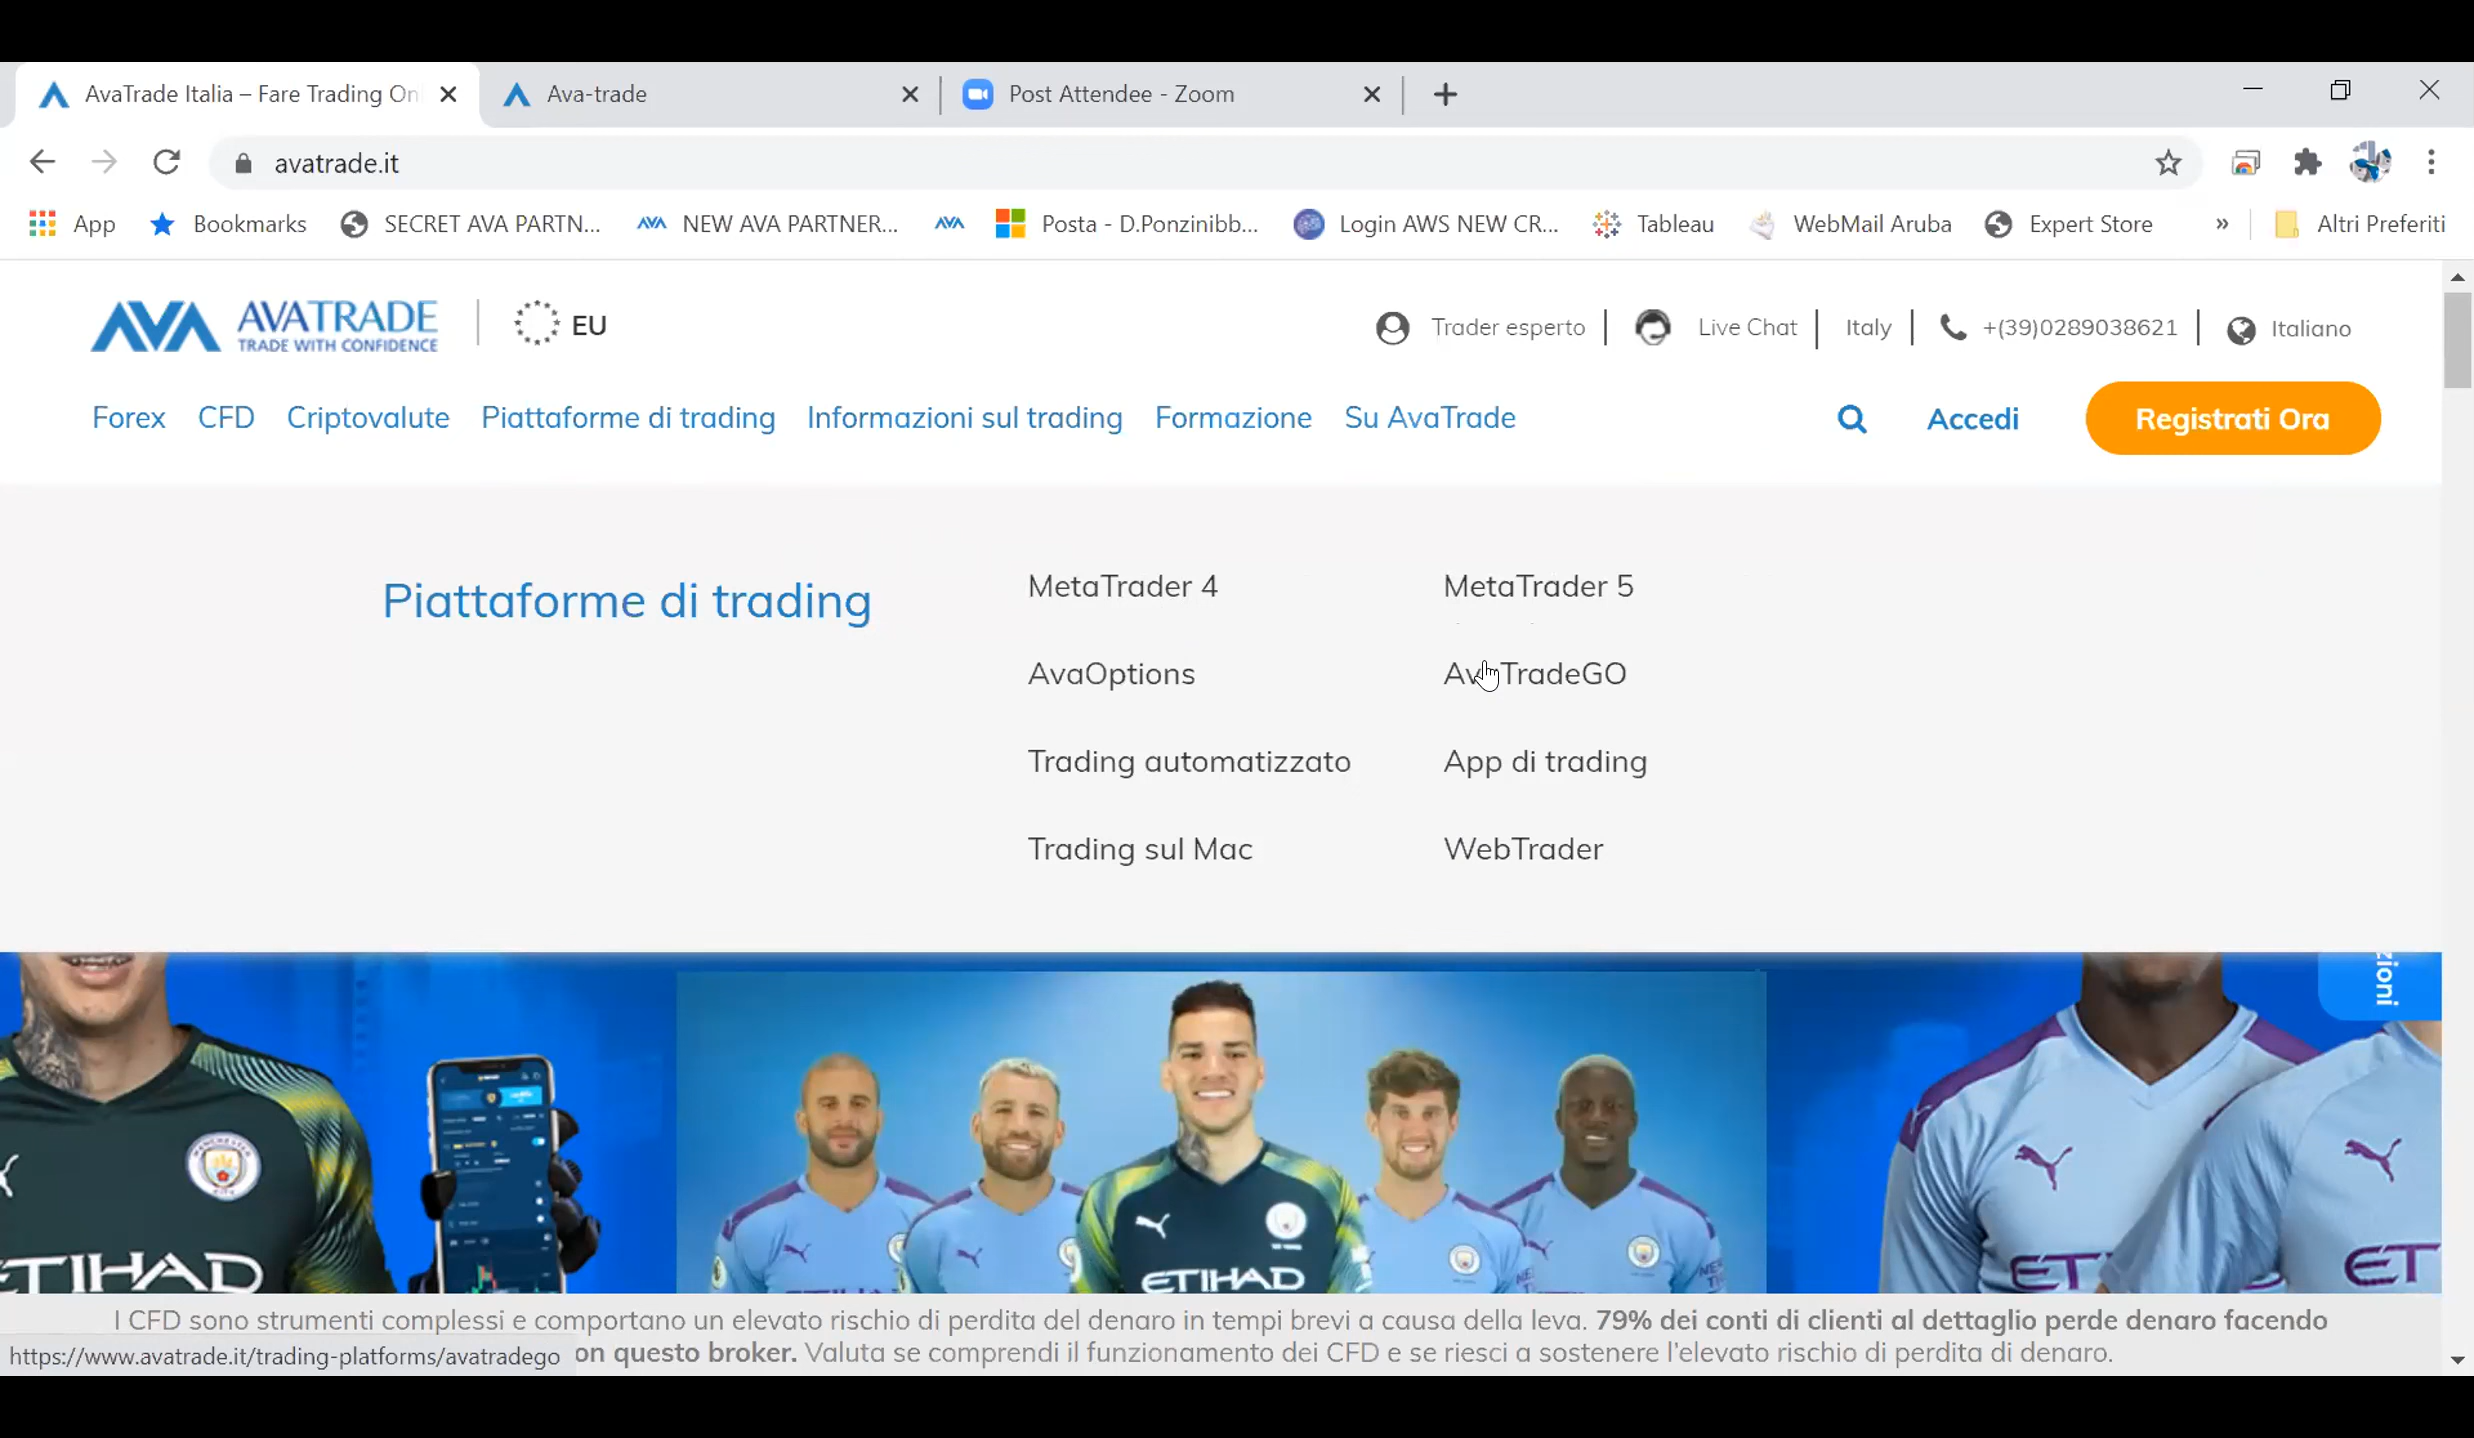 AvaTrade Italia – Fare Trading On
Ava-trade
Post Attendee - Zoom
avatrade.it
App
Bookmarks
SECRET AVA PARTN...
NEW AVA PARTNER...
Posta - D.Ponzinibb...
Login AWS NEW CR...
Tableau
WebMail Aruba
Expert Store
»
Altri Preferiti
AVA AVATRADE
TRADE WITH CONFIDENCE
EU
Trader esperto
Live Chat
Italy
+(39)0289038621
Italiano
Forex CFD Criptovalute Piattaforme di trading Informazioni sul trading Formazione Su AvaTrade
Accedi
Registrati Ora
Piattaforme di trading
MetaTrader 4
MetaTrader 5
AvaOptions
AvaTradeGO
Trading automatizzato
App di trading
Trading sul Mac
WebTrader
zioni
MANCHESTER
CITY
ETIHAD
ETIHAD
ETI
ET
I CFD sono strumenti complessi e comportano un elevato rischio di perdita del denaro in tempi brevi a causa della leva. 79% dei conti di clienti al dettaglio perde denaro facendo
on questo broker. Valuta se comprendi il funzionamento dei CFD e se riesci a sostenere l'elevato rischio di perdita di denaro.
https://www.avatrade.it/trading-platforms/avatradego